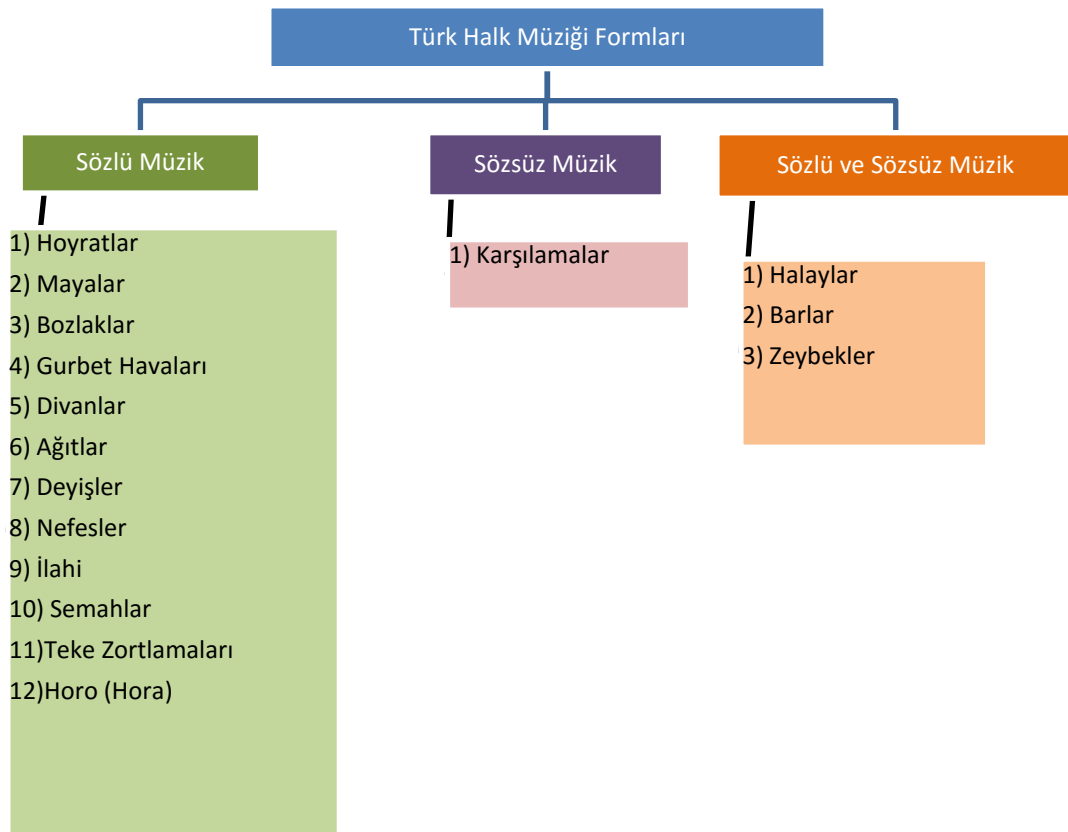 Türk Halk Müziği Formları
Sözlü Müzik
1) Hoyratlar
2) Mayalar
3) Bozlaklar
4) Gurbet Havaları
5) Divanlar
6) Ağıtlar
7) Deyişler
8) Nefesler
9) İlahi
10) Semahlar
11)Teke Zortlamaları
12)Horo (Hora)
Sözsüz Müzik
1) Karşılamalar
Sözlü ve Sözsüz Müzik
1) Halaylar
2) Barlar
3) Zeybekler